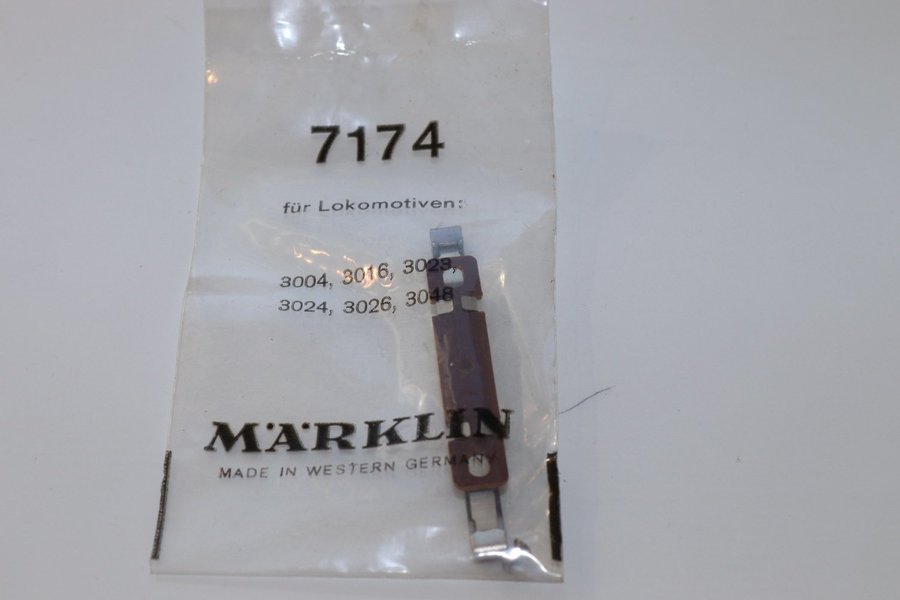 7174
für Lokomotiven:
3004, 3016, 3023,
3024, 3026, 3048
MÄRKLIN
MADE IN WESTERN GERMANY